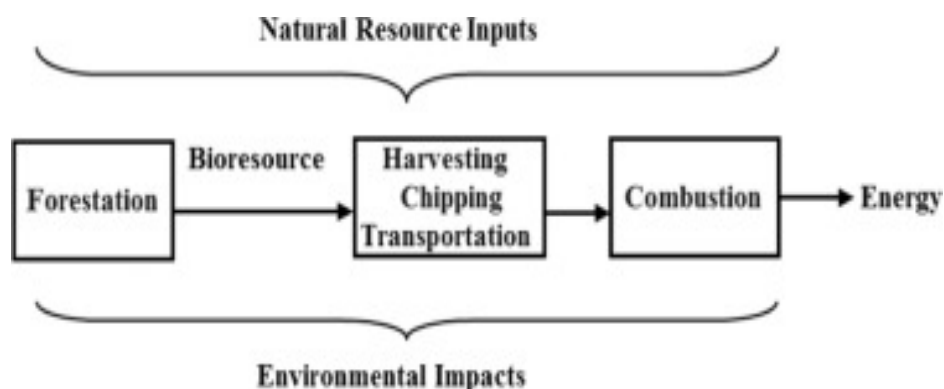 Natural Resource Inputs
Forestation
Bioresource
Harvesting
Chipping
Transportation
Combustion
Energy
Environmental Impacts